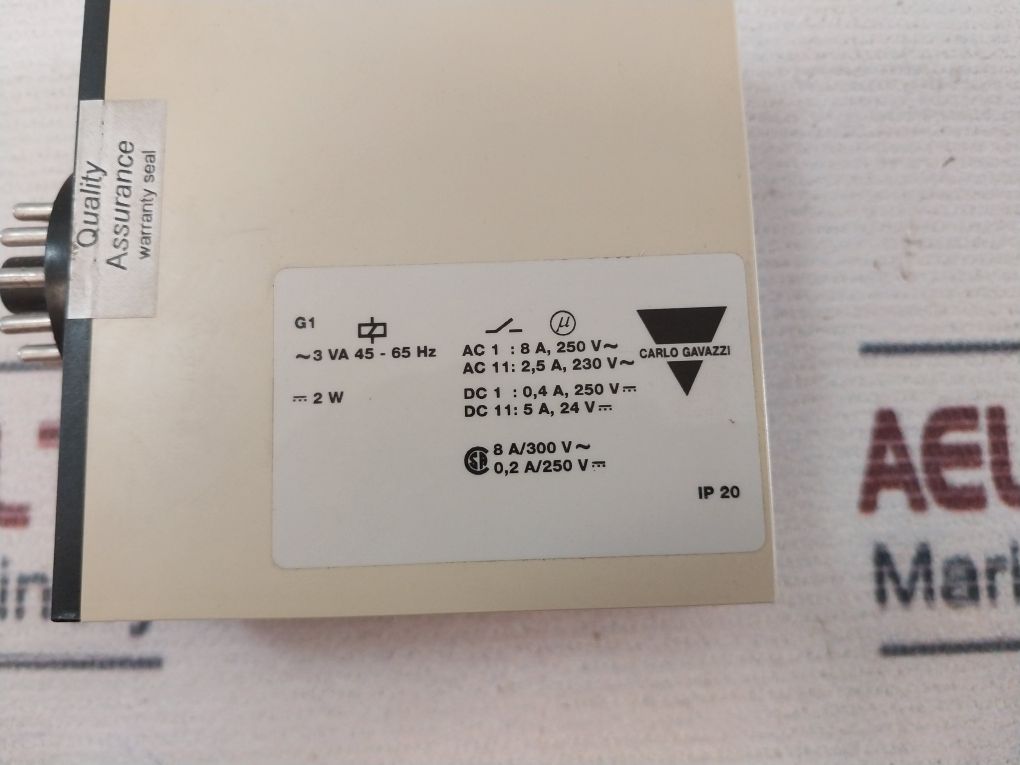 Quality
Assurance
warranty seal
G1
~3 VA 45 - 65 Hz
⎓ 2 W
µ
AC 1 : 8 A, 250 V~
AC 11: 2,5 A, 230 V~
DC 1 : 0,4 A, 250 V⎓
DC 11: 5 A, 24 V⎓
CARLO GAVAZZI
8 A/300 V~
0,2 A/250 V⎓
IP 20